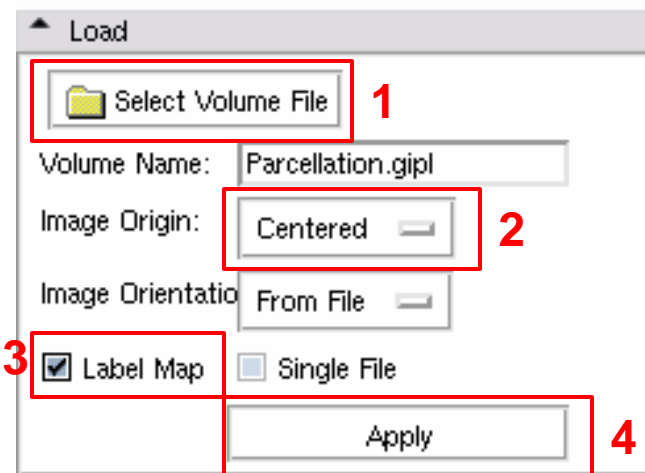 Load
Select Volume File 1
Volume Name: Parcellation.gipl
Image Origin: Centered 2
Image Orientatio From File
3 Label Map Single File
Apply 4